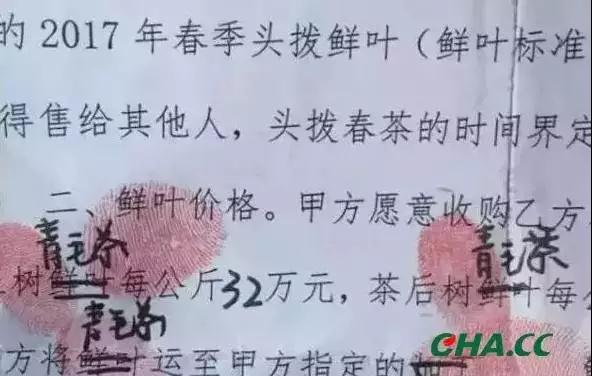 的 2017 年春季头拨鲜叶（鲜叶标准
得售给其他人，头拨春茶的时间界定
二、鲜叶价格。甲方愿意收购乙方
青毛茶 青毛茶
树鲜叶每公斤32万元，茶后树鲜叶每公
青毛茶
方将鲜叶运至甲方指定的
CHA.CC